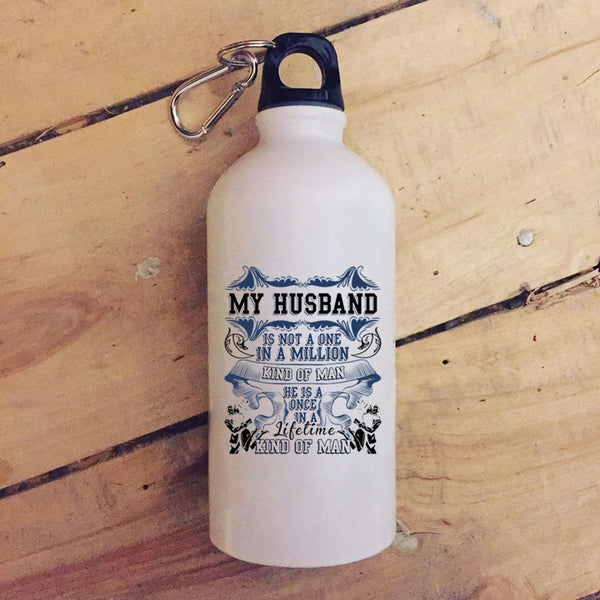 MY HUSBAND
IS NOT A ONE
IN A MILLION
KIND OF MAN
HE IS A
ONCE
IN A
Lifetime
KIND OF MAN